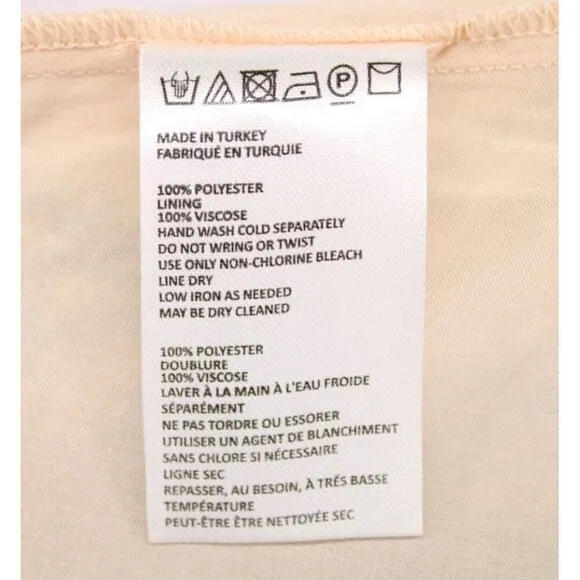 P
MADE IN TURKEY
FABRIQUÉ EN TURQUIE
100% POLYESTER
LINING
100% VISCOSE
HAND WASH COLD SEPARATELY
DO NOT WRING OR TWIST
USE ONLY NON-CHLORINE BLEACH
LINE DRY
LOW IRON AS NEEDED
MAY BE DRY CLEANED
100% POLYESTER
DOUBLURE
100% VISCOSE
LAVER À LA MAIN À L'EAU FROIDE
SÉPARÉMENT
NE PAS TORDRE OU ESSORER
UTILISER UN AGENT DE BLANCHIMENT
SANS CHLORE SI NÉCESSAIRE
LIGNE SEC
REPASSER, AU BESOIN, À TRÉS BASSE
TEMPÉRATURE
PEUT-ÊTRE ÊTRE NETTOYÉE SEC